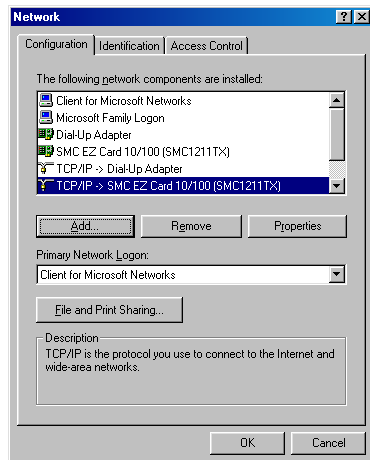 Network
Configuration Identification Access Control
The following network components are installed:
Client for Microsoft Networks
Microsoft Family Logon
Dial-Up Adapter
SMC EZ Card 10/100 (SMC1211TX)
TCP/IP -> Dial-Up Adapter
TCP/IP -> SMC EZ Card 10/100 (SMC1211TX)
Add... Remove Properties
Primary Network Logon:
Client for Microsoft Networks
File and Print Sharing...
Description
TCP/IP is the protocol you use to connect to the Internet and
wide-area networks.
OK Cancel